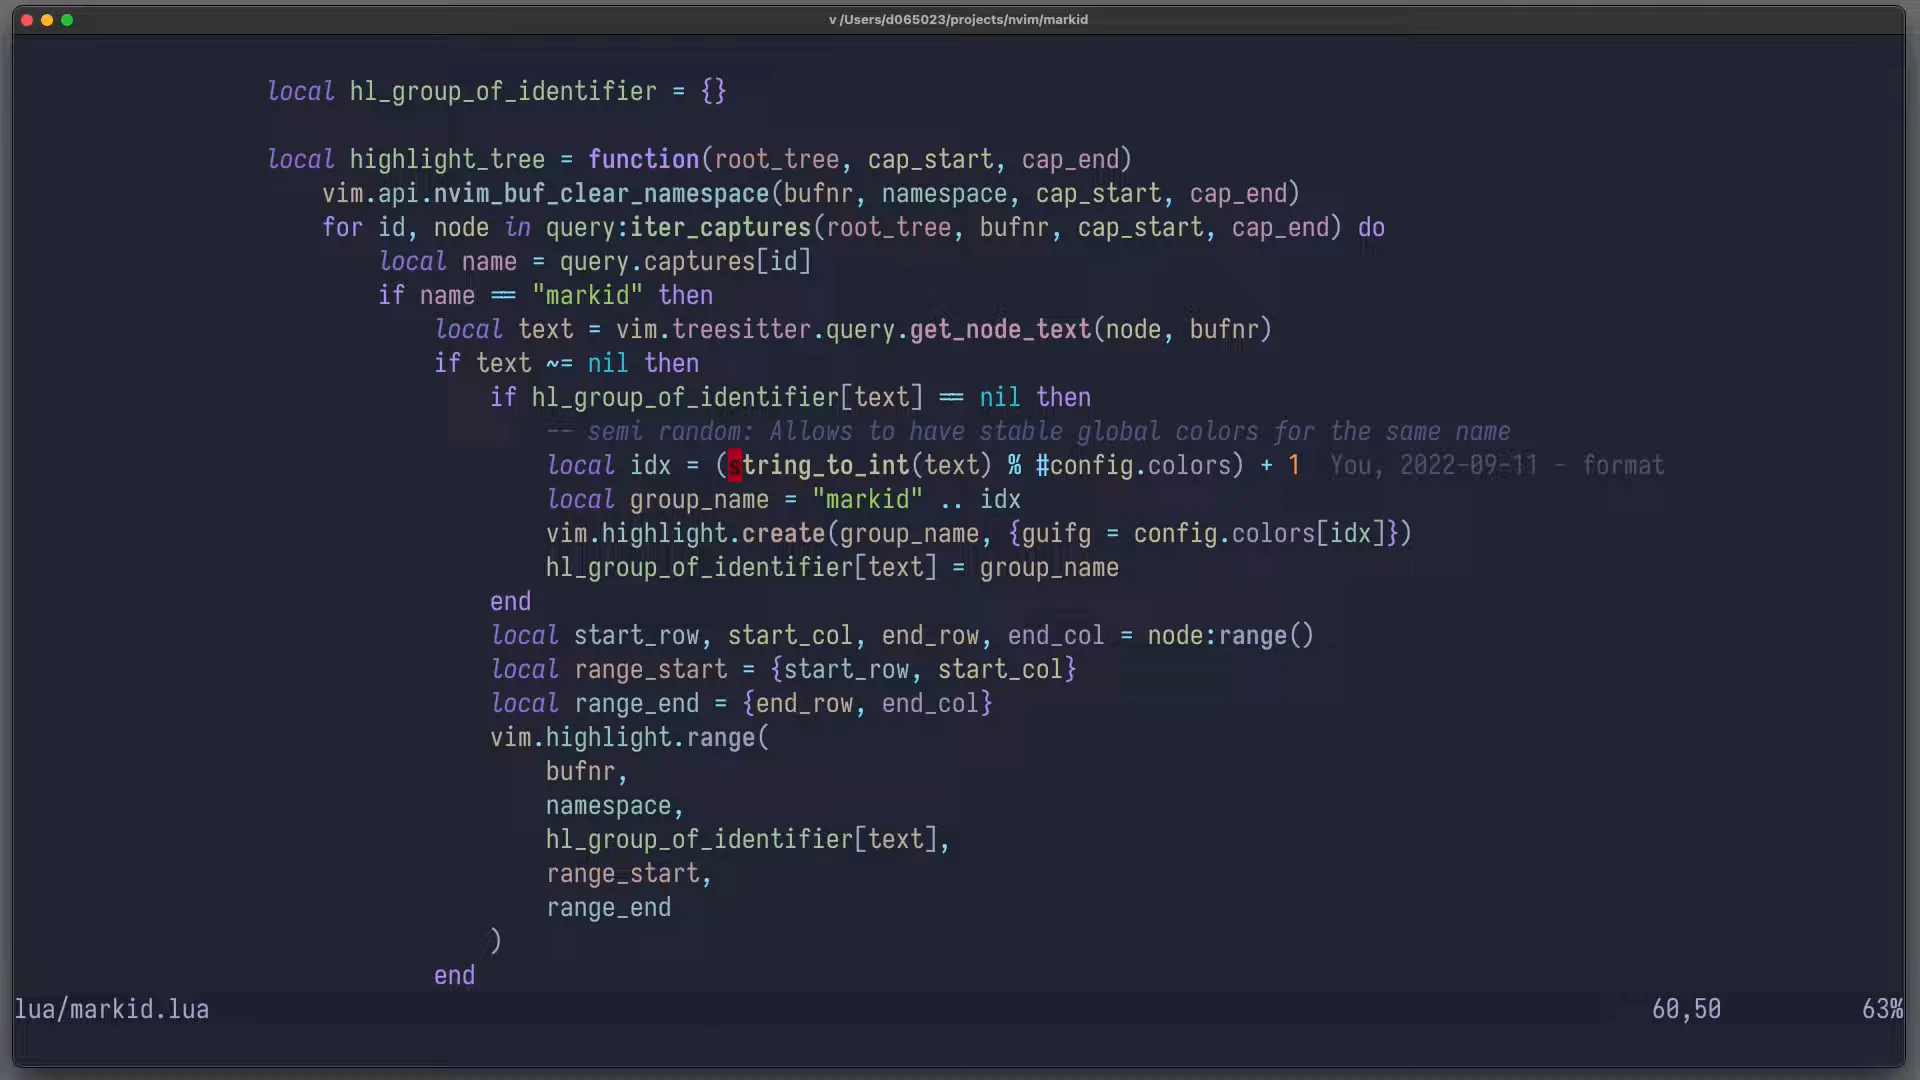 v /Users/d065023/projects/nvim/markid
local hl_group_of_identifier = {}
local highlight_tree = function(root_tree, cap_start, cap_end)
vim.api.nvim_buf_clear_namespace(bufnr, namespace, cap_start, cap_end)
for id, node in query:iter_captures(root_tree, bufnr, cap_start, cap_end) do
local name = query.captures[id]
if name == "markid" then
local text = vim.treesitter.query.get_node_text(node, bufnr)
if text ~= nil then
if hl_group_of_identifier[text] == nil then
-- semi random: Allows to have stable global colors for the same name
local idx = (string_to_int(text) % #config.colors) + 1  You, 2022-09-11 - format
local group_name = "markid" .. idx
vim.highlight.create(group_name, {guifg = config.colors[idx]})
hl_group_of_identifier[text] = group_name
end
local start_row, start_col, end_row, end_col = node:range()
local range_start = {start_row, start_col}
local range_end = {end_row, end_col}
vim.highlight.range(
bufnr,
namespace,
hl_group_of_identifier[text],
range_start,
range_end
)
end
lua/markid.lua 60,50 63%